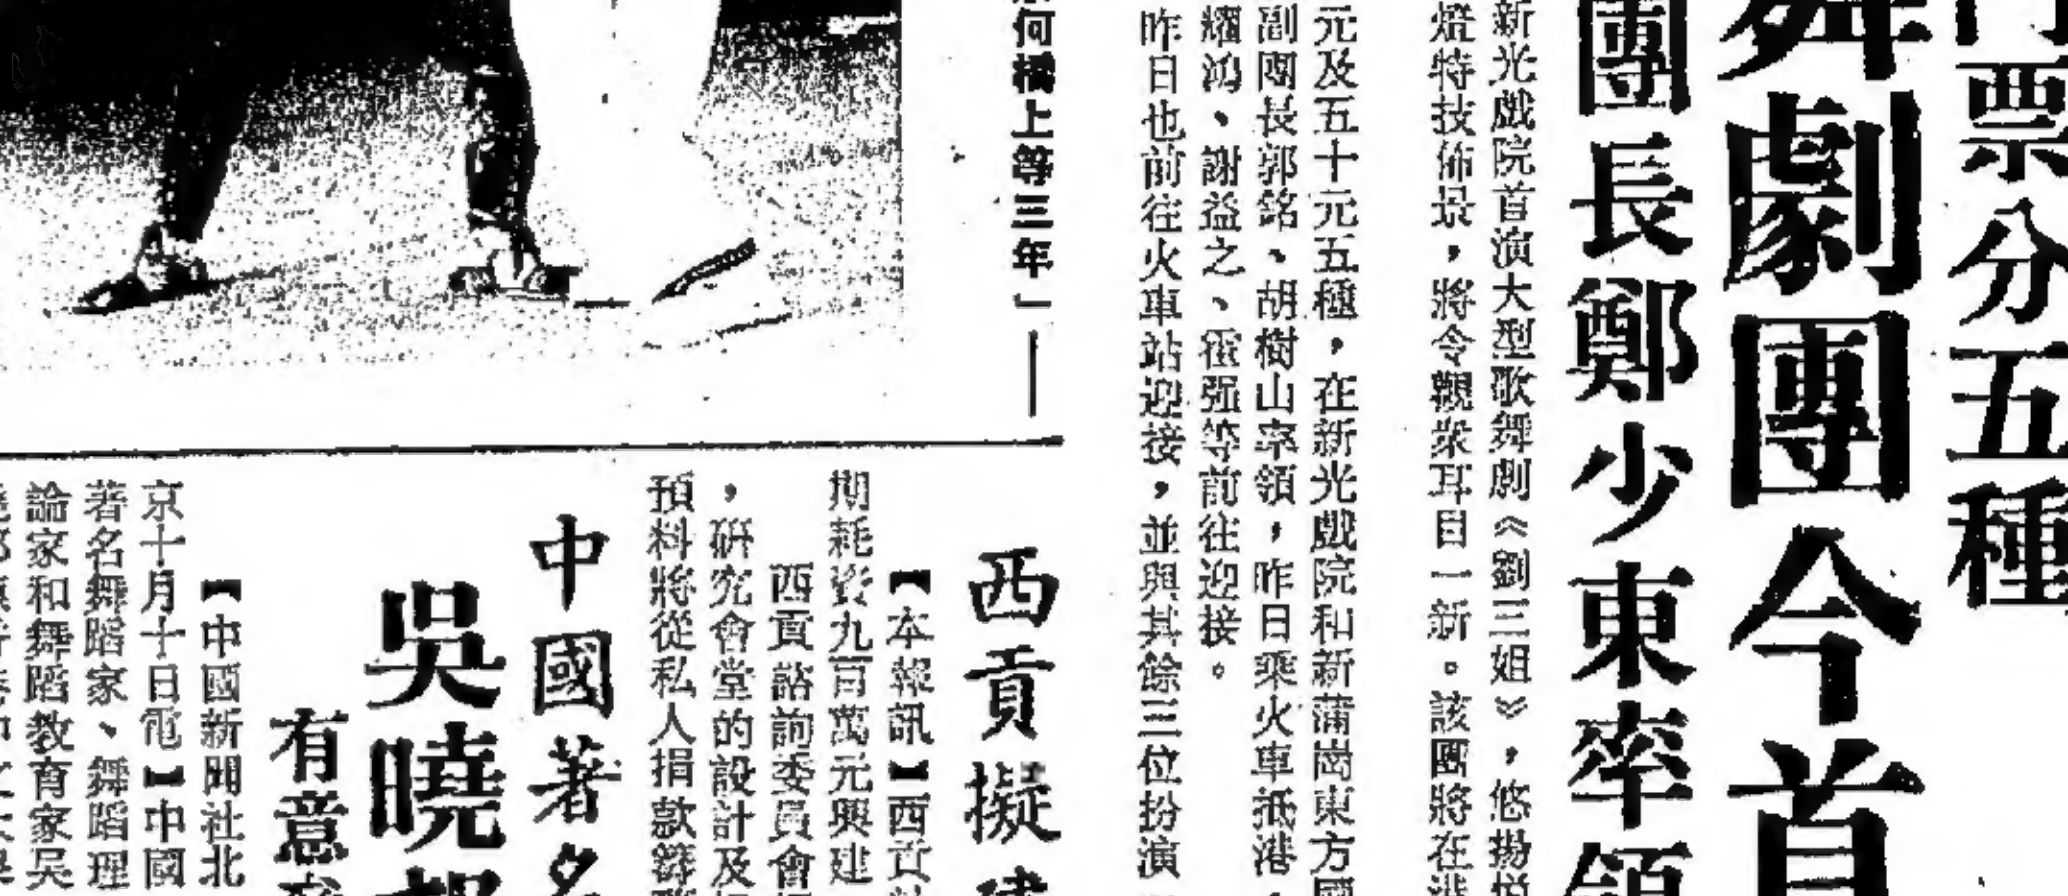 門票分五種
舞劇團今首
團長鄭少東率領
新光戲院首演大型歌舞劇《劉三姐》，悠揚悅
燈特技佈景，將令觀衆耳目一新。該團將在港
元及五十元五種，在新光戲院和新蒲崗東方國
副團長郭銘、胡樹山率領，昨日乘火車抵港，
耀鴻、謝益之、霍强等前往迎接。
昨日也前往火車站迎接，並與其餘三位扮演
何橋上等三年」——
西貢擬建
【本報訊】西貢
期耗資九百萬元興建
西貢諮詢委員會
，研究會堂的設計及
預料將從私人捐款籌
中國著名
吳曉邦
有意
【中國新聞社北
京十月十日電】中國
著名舞蹈家、舞蹈理
論家和舞蹈教育家吳